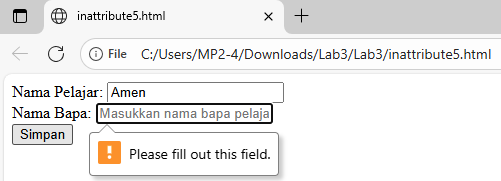 inattribute5.html
File
C:/Users/MP2-4/Downloads/Lab3/Lab3/inattribute5.html
Nama Pelajar: Amen
Nama Bapa: Masukkan nama bapa pelaja
Simpan
Please fill out this field.